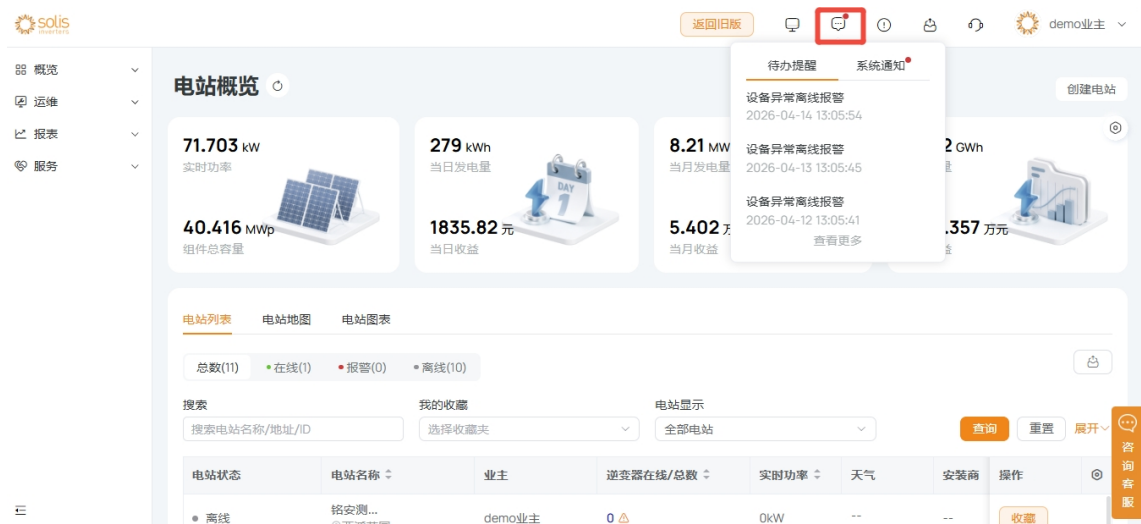 solis
inverters
返回旧版
demo业主
概览
运维
报表
服务
电站概览
创建电站
待办提醒 系统通知
设备异常离线报警
2026-04-14 13:05:54
设备异常离线报警
2026-04-13 13:05:45
设备异常离线报警
2026-04-12 13:05:41
查看更多
71.703 kW
实时功率
40.416 MWp
组件总容量
279 kWh
当日发电量
DAY
1
1835.82 元
当日收益
8.21 MW
当月发电量
5.402
当月收益
2 GWh
.357 万元
电站列表 电站地图 电站图表
总数(11) 在线(1) 报警(0) 离线(10)
搜索 我的收藏 电站显示
搜索电站名称/地址/ID 选择收藏夹 全部电站 查询 重置 展开
电站状态 电站名称 业主 逆变器在线/总数 实时功率 天气 安装商 操作
离线 铭安测... demo业主 0 0kW -- -- 收藏
咨询客服